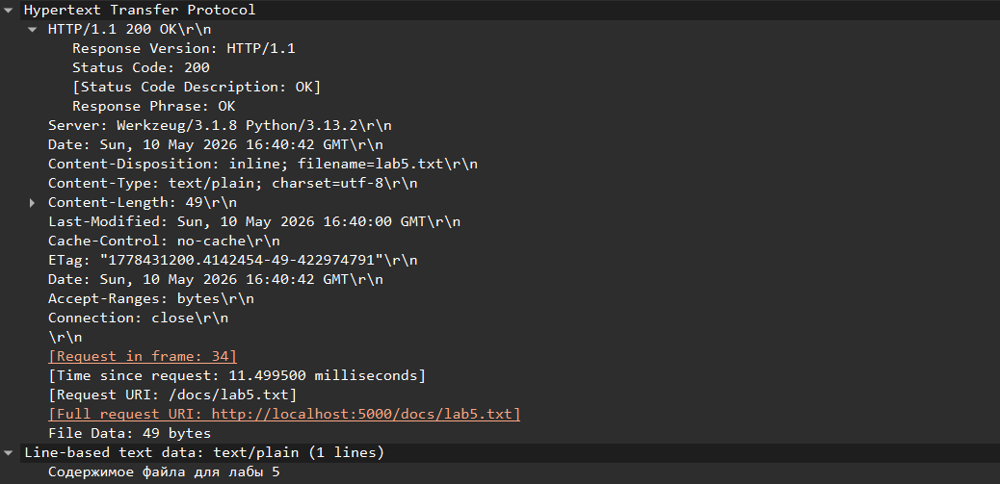 Hypertext Transfer Protocol
HTTP/1.1 200 OK\r\n
Response Version: HTTP/1.1
Status Code: 200
[Status Code Description: OK]
Response Phrase: OK
Server: Werkzeug/3.1.8 Python/3.13.2\r\n
Date: Sun, 10 May 2026 16:40:42 GMT\r\n
Content-Disposition: inline; filename=lab5.txt\r\n
Content-Type: text/plain; charset=utf-8\r\n
Content-Length: 49\r\n
Last-Modified: Sun, 10 May 2026 16:40:00 GMT\r\n
Cache-Control: no-cache\r\n
ETag: "1778431200.4142454-49-422974791"\r\n
Date: Sun, 10 May 2026 16:40:42 GMT\r\n
Accept-Ranges: bytes\r\n
Connection: close\r\n
\r\n
[Request in frame: 34]
[Time since request: 11.499500 milliseconds]
[Request URI: /docs/lab5.txt]
[Full request URI: http://localhost:5000/docs/lab5.txt]
File Data: 49 bytes
Line-based text data: text/plain (1 lines)
Содержимое файла для лабы 5